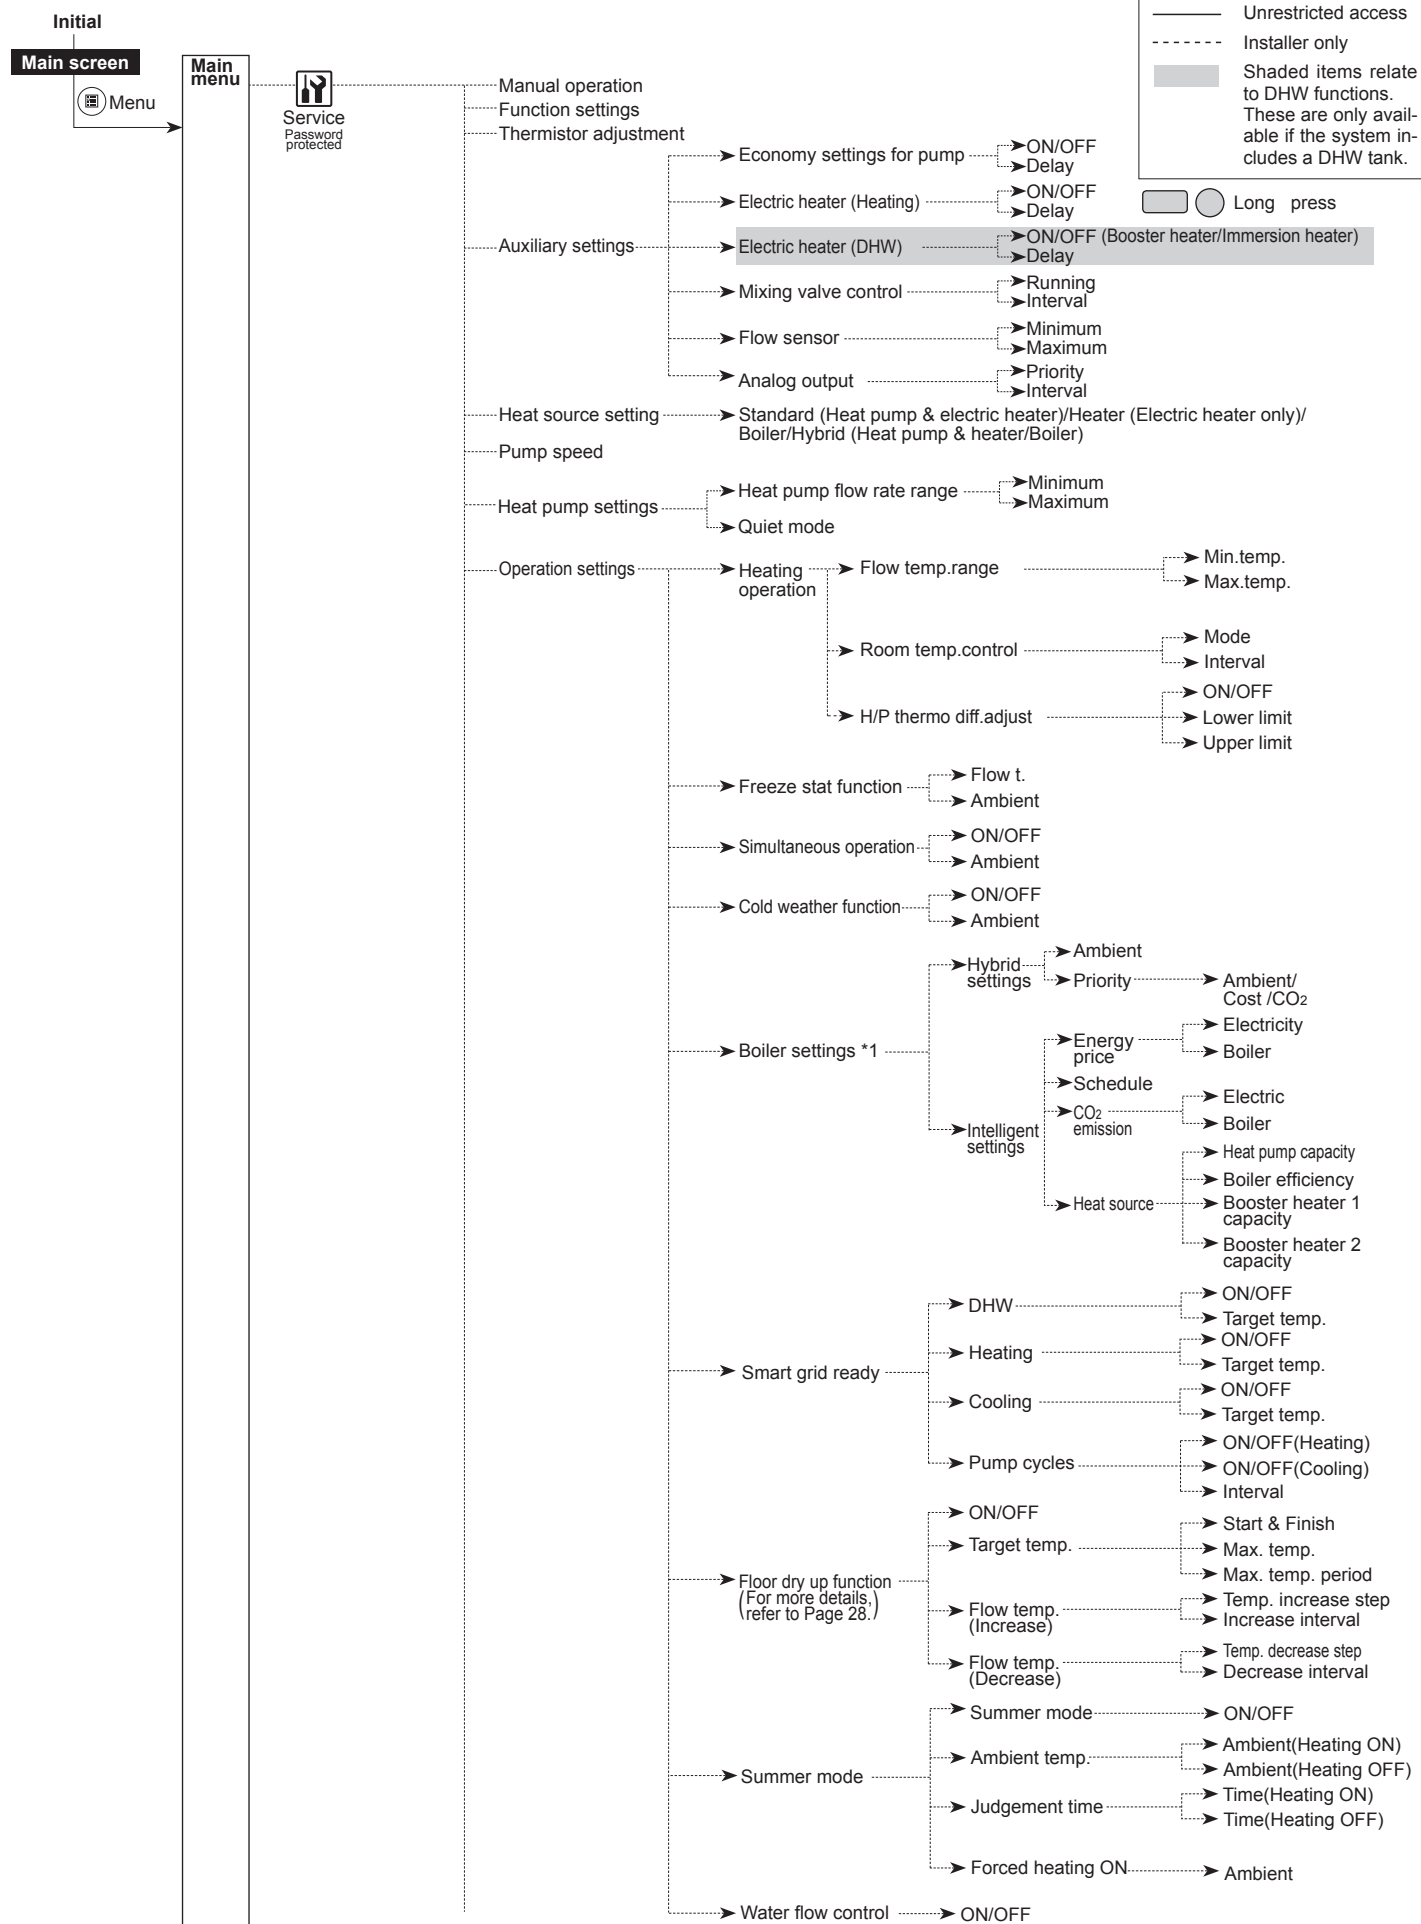 Initial
Main screen
Menu
Main
menu
Service
Password
protected
Unrestricted access
Installer only
Shaded items relate
to DHW functions.
These are only avail-
able if the system in-
cludes a DHW tank.
Long press
Manual operation
Function settings
Thermistor adjustment
Auxiliary settings
Economy settings for pump
ON/OFF
Delay
Electric heater (Heating)
ON/OFF
Delay
Electric heater (DHW)
ON/OFF (Booster heater/Immersion heater)
Delay
Mixing valve control
Running
Interval
Flow sensor
Minimum
Maximum
Analog output
Priority
Interval
Heat source setting
Standard (Heat pump & electric heater)/Heater (Electric heater only)/
Boiler/Hybrid (Heat pump & heater/Boiler)
Pump speed
Heat pump settings
Heat pump flow rate range
Minimum
Maximum
Quiet mode
Operation settings
Heating
operation
Flow temp.range
Min.temp.
Max.temp.
Room temp.control
Mode
Interval
H/P thermo diff.adjust
ON/OFF
Lower limit
Upper limit
Freeze stat function
Flow t.
Ambient
Simultaneous operation
ON/OFF
Ambient
Cold weather function
ON/OFF
Ambient
Boiler settings *1
Hybrid
settings
Ambient
Priority
Ambient/
Cost /CO2
Intelligent
settings
Energy
price
Electricity
Boiler
Schedule
CO2
emission
Electric
Boiler
Heat source
Heat pump capacity
Boiler efficiency
Booster heater 1
capacity
Booster heater 2
capacity
Smart grid ready
DHW
ON/OFF
Target temp.
Heating
ON/OFF
Target temp.
Cooling
ON/OFF
Target temp.
Pump cycles
ON/OFF(Heating)
ON/OFF(Cooling)
Interval
Floor dry up function
(For more details,
refer to Page 28.)
ON/OFF
Target temp.
Start & Finish
Max. temp.
Max. temp. period
Flow temp.
(Increase)
Temp. increase step
Increase interval
Flow temp.
(Decrease)
Temp. decrease step
Decrease interval
Summer mode
Summer mode
ON/OFF
Ambient temp.
Ambient(Heating ON)
Ambient(Heating OFF)
Judgement time
Time(Heating ON)
Time(Heating OFF)
Forced heating ON
Ambient
Water flow control
ON/OFF